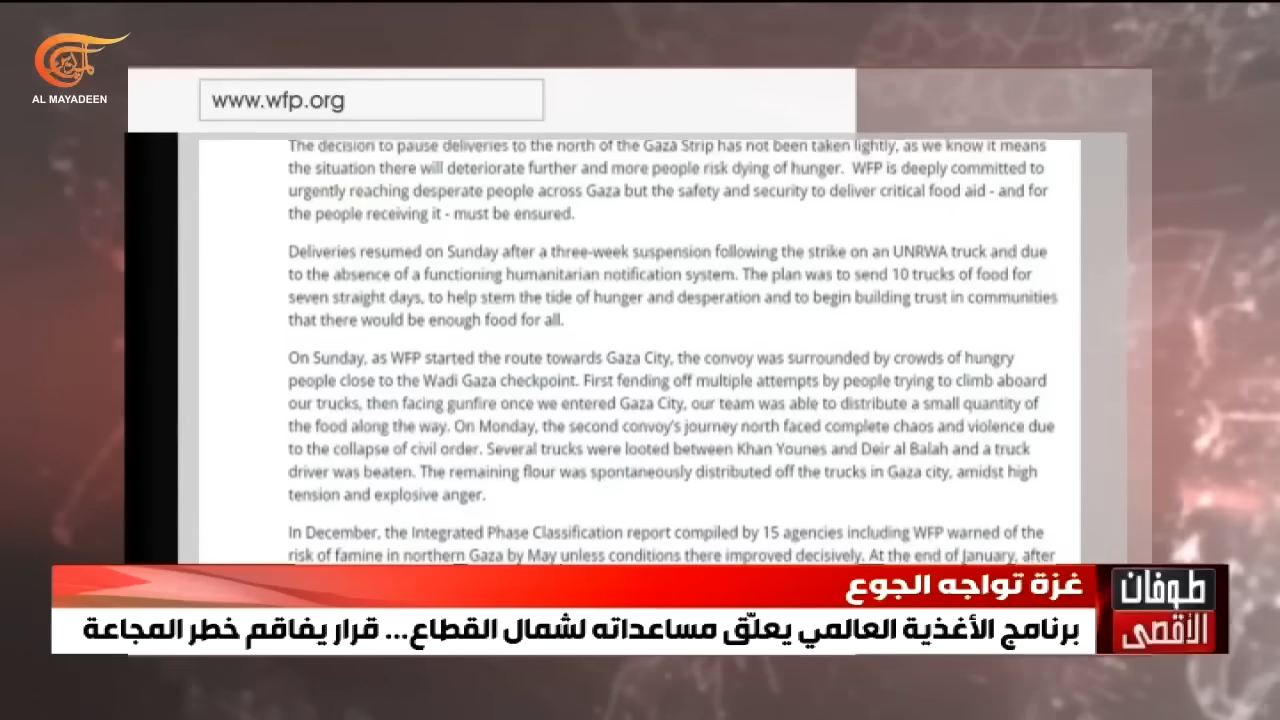 AL MAYADEEN
www.wfp.org
The decision to pause deliveries to the north of the Gaza Strip has not been taken lightly, as we know it means
the situation there will deteriorate further and more people risk dying of hunger. WFP is deeply committed to
urgently reaching desperate people across Gaza but the safety and security to deliver critical food aid - and for
the people receiving it - must be ensured.
Deliveries resumed on Sunday after a three-week suspension following the strike on an UNRWA truck and due
to the absence of a functioning humanitarian notification system. The plan was to send 10 trucks of food for
seven straight days, to help stem the tide of hunger and desperation and to begin building trust in communities
that there would be enough food for all.
On Sunday, as WFP started the route towards Gaza City, the convoy was surrounded by crowds of hungry
people close to the Wadi Gaza checkpoint. First fending off multiple attempts by people trying to climb aboard
our trucks, then facing gunfire once we entered Gaza City, our team was able to distribute a small quantity of
the food along the way. On Monday, the second convoy's journey north faced complete chaos and violence due
to the collapse of civil order. Several trucks were looted between Khan Younes and Deir al Balah and a truck
driver was beaten. The remaining flour was spontaneously distributed off the trucks in Gaza city, amidst high
tension and explosive anger.
In December, the Integrated Phase Classification report compiled by 15 agencies including WFP warned of the
risk of famine in northern Gaza by May unless conditions there improved decisively. At the end of January, after
غزة تواجه الجوع
برنامج الأغذية العالمي يعلّق مساعداته لشمال القطاع... قرار يفاقم خطر المجاعة
طوفان
الأقصى